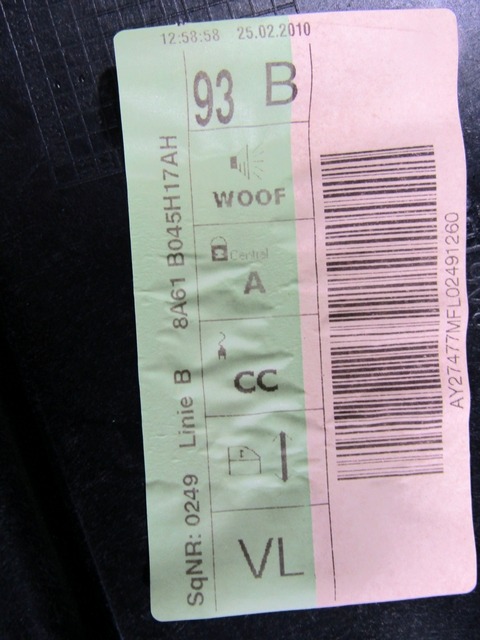 12:58:58 25.02.2010
93 B
WOOF
Central
A
CC
VL
SqNR: 0249 Linie B 8A61 B045H17AH
AY27477MFL02491260